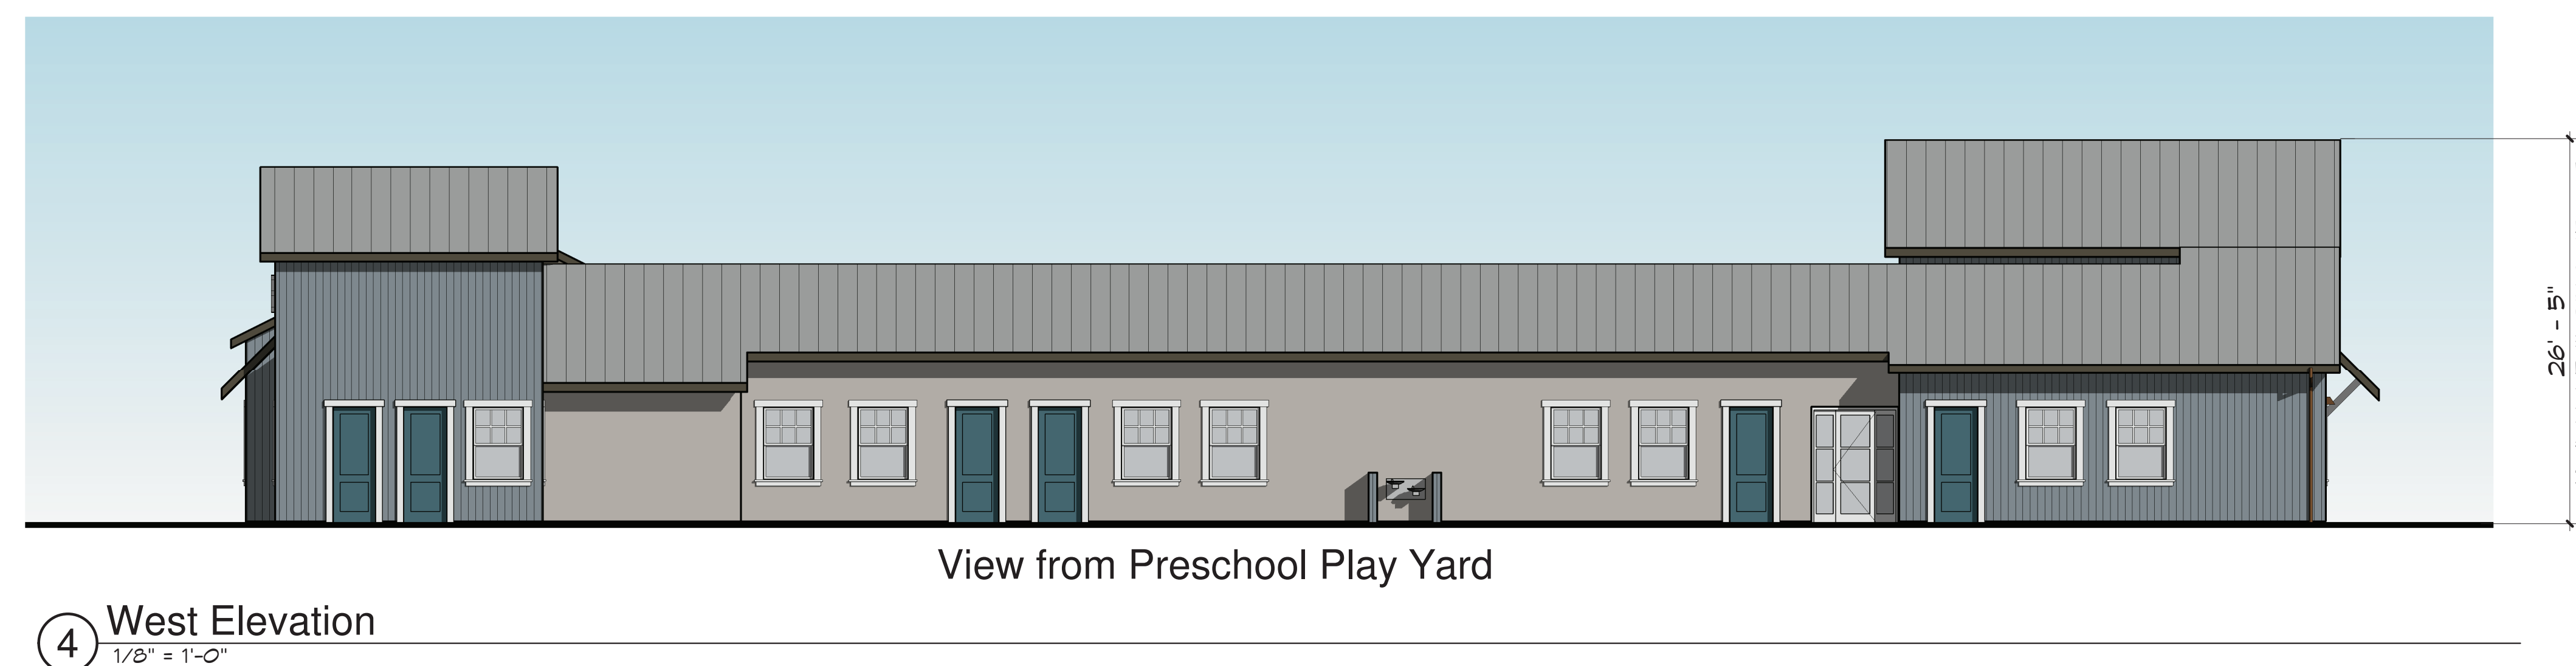 26' - 5"
View from Preschool Play Yard
4
West Elevation
1/8" = 1'-0"